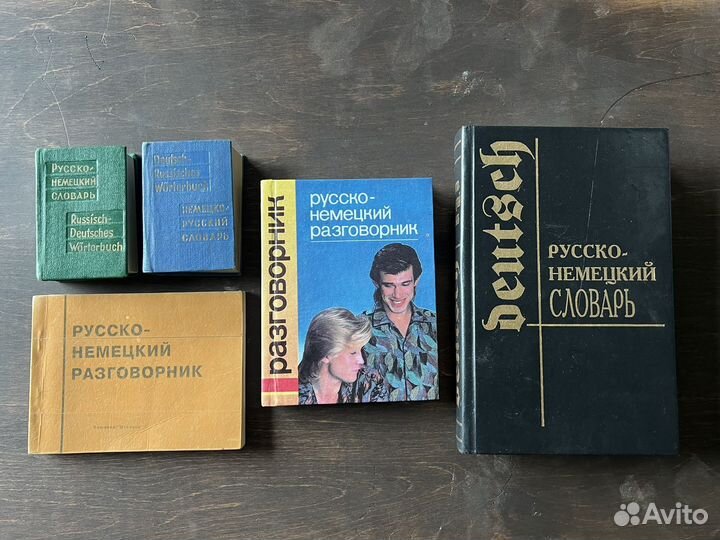 Русско-
немецкий
словарь
Russisch-
Deutsches
Wörterbuch
Deutsch-
Russisches
Wörterbuch
Немецко-
русский
словарь
разговорник
русско-
немецкий
разговорник
Deutsch
РУССКО-
НЕМЕЦКИЙ
СЛОВАРЬ
РУССКО-
НЕМЕЦКИЙ
РАЗГОВОРНИК
Avito